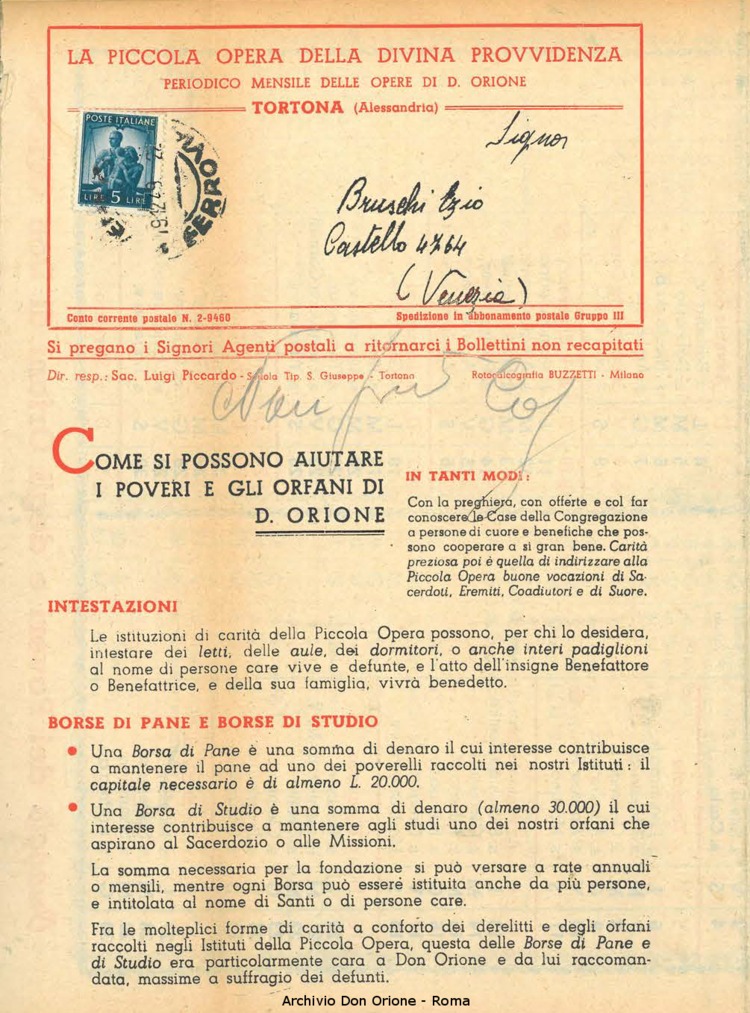 LA PICCOLA OPERA DELLA DIVINA PROVVIDENZA
PERIODICO MENSILE DELLE OPERE DI D. ORIONE
TORTONA (Alessandria)
POSTE ITALIANE
LIRE 5 LIRE
FERROVIA
Signor
Bruschi Ezio
Castello 4764
(Venezia)
Conto corrente postale N. 2-9460
Spedizione in abbonamento postale Gruppo III
Si pregano i Signori Agenti postali a ritornarci i Bollettini non recapitati
Dir. resp.: Sac. Luigi Piccardo - Scuola Tip. S. Giuseppe - Tortona
Rotocalcografia BUZZETTI - Milano
COME SI POSSONO AIUTARE
I POVERI E GLI ORFANI DI
D. ORIONE
IN TANTI MODI:
Con la preghiera, con offerte e col far
conoscere le Case della Congregazione
a persone di cuore e benefiche che pos-
sono cooperare a sì gran bene. Carità
preziosa poi è quella di indirizzare alla
Piccola Opera buone vocazioni di Sa-
cerdoti, Eremiti, Coadiutori e di Suore.
INTESTAZIONI
Le istituzioni di carità della Piccola Opera possono, per chi lo desidera,
intestare dei letti, delle aule, dei dormitori, o anche interi padiglioni
al nome di persone care vive e defunte, e l'atto dell'insigne Benefattore
o Benefattrice, e della sua famiglia, vivrà benedetto.
BORSE DI PANE E BORSE DI STUDIO
● Una Borsa di Pane è una somma di denaro il cui interesse contribuisce
a mantenere il pane ad uno dei poverelli raccolti nei nostri Istituti: il
capitale necessario è di almeno L. 20.000.
● Una Borsa di Studio è una somma di denaro (almeno 30.000) il cui
interesse contribuisce a mantenere agli studi uno dei nostri orfani che
aspirano al Sacerdozio o alle Missioni.
La somma necessaria per la fondazione si può versare a rate annuali
o mensili, mentre ogni Borsa può essere istituita anche da più persone,
e intitolata al nome di Santi o di persone care.
Fra le molteplici forme di carità a conforto dei derelitti e degli orfani
raccolti negli Istituti della Piccola Opera, questa delle Borse di Pane e
di Studio era particolarmente cara a Don Orione e da lui raccoman-
data, massime a suffragio dei defunti.
Archivio Don Orione - Roma